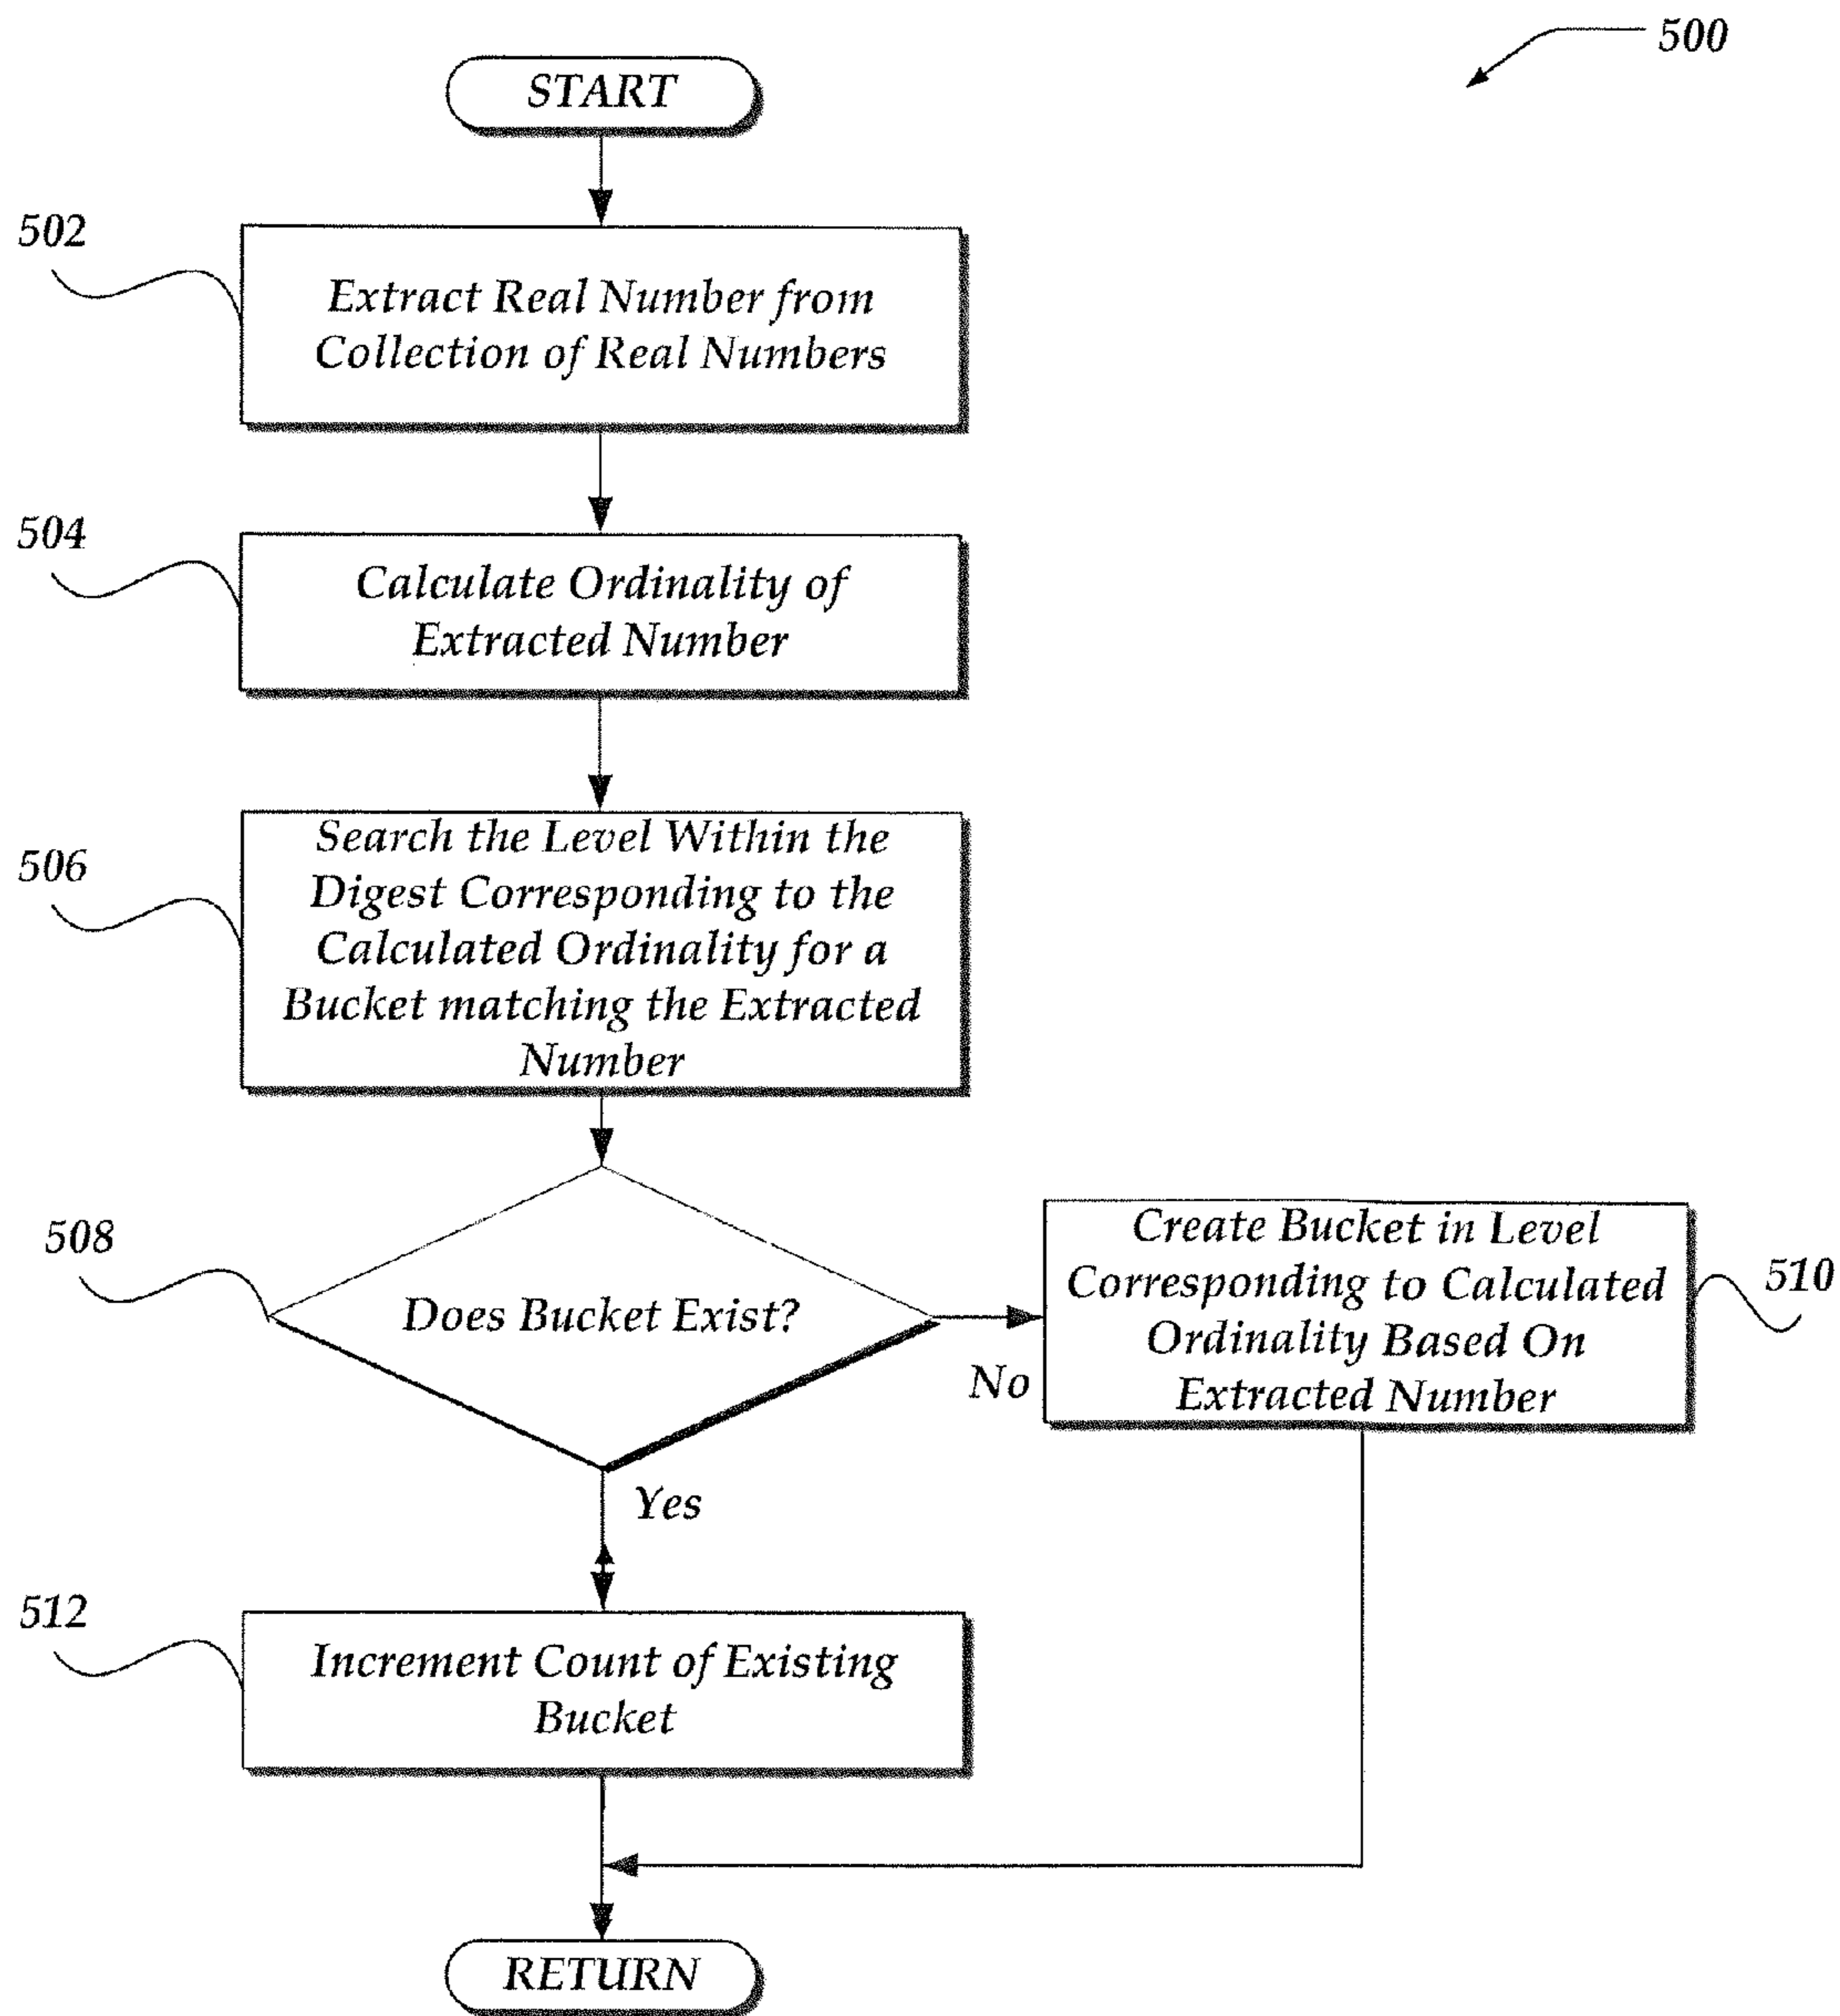 500
START
502
Extract Real Number from
Collection of Real Numbers
504
Calculate Ordinality of
Extracted Number
506
Search the Level Within the
Digest Corresponding to the
Calculated Ordinality for a
Bucket matching the Extracted
Number
508
Does Bucket Exist?
No
Create Bucket in Level
Corresponding to Calculated
Ordinality Based On
Extracted Number
510
Yes
512
Increment Count of Existing
Bucket
RETURN